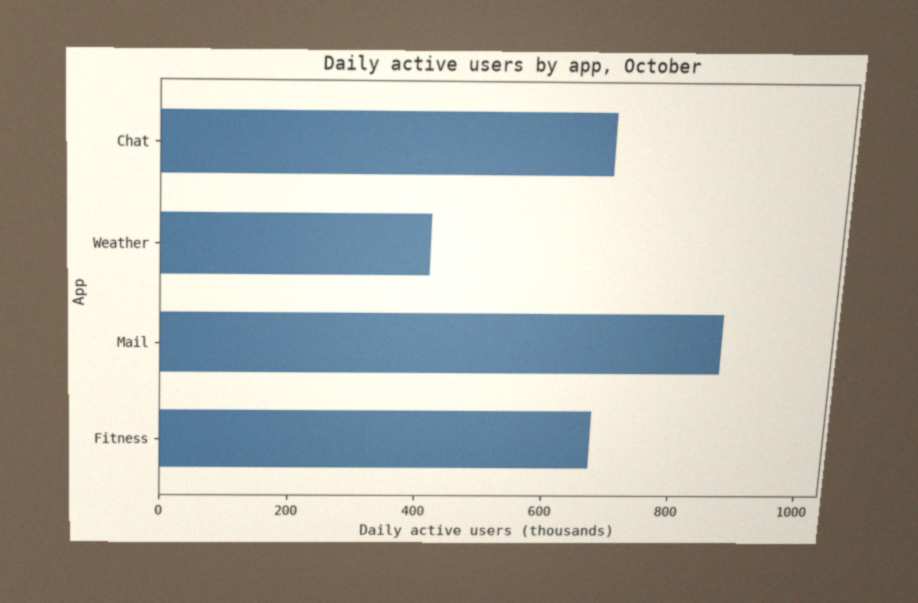 Daily active users by app, October
Chat
Weather
Mail
Fitness
App
0 200 400 600 800 1000
Daily active users (thousands)